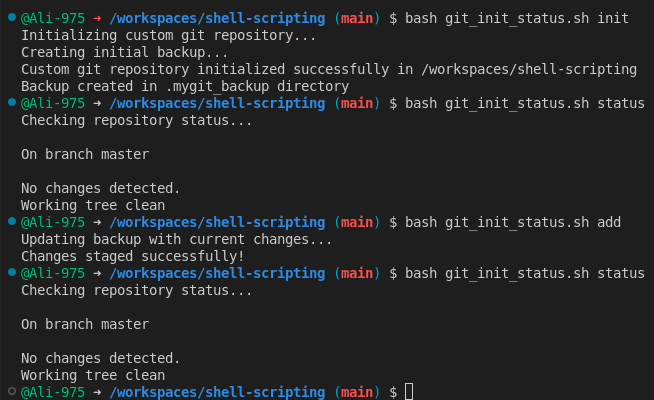 @Ali-975 → /workspaces/shell-scripting (main) $ bash git_init_status.sh init
Initializing custom git repository...
Creating initial backup...
Custom git repository initialized successfully in /workspaces/shell-scripting
Backup created in .mygit_backup directory
@Ali-975 → /workspaces/shell-scripting (main) $ bash git_init_status.sh status
Checking repository status...
On branch master
No changes detected.
Working tree clean
@Ali-975 → /workspaces/shell-scripting (main) $ bash git_init_status.sh add
Updating backup with current changes...
Changes staged successfully!
@Ali-975 → /workspaces/shell-scripting (main) $ bash git_init_status.sh status
Checking repository status...
On branch master
No changes detected.
Working tree clean
@Ali-975 → /workspaces/shell-scripting (main) $